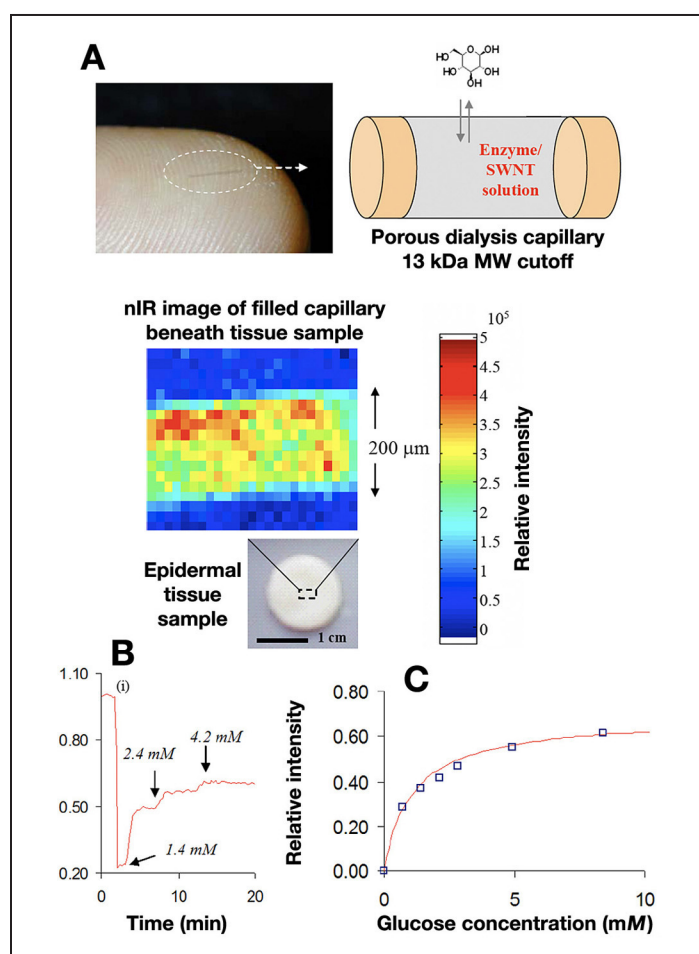 A
HO
O
OH
HO
OH
OH
Enzyme/
SWNT
solution
Porous dialysis capillary
13 kDa MW cutoff
nIR image of filled capillary
beneath tissue sample
200 µm
10⁵
5
4.5
4
3.5
3
2.5
2
1.5
1
0.5
0
Relative intensity
Epidermal
tissue
sample
1 cm
B
1.10
0.80
0.50
0.20
(i)
2.4 mM
4.2 mM
1.4 mM
0
10
20
Time (min)
C
Relative intensity
0.80
0.60
0.40
0.20
0.00
0
5
10
Glucose concentration (mM)